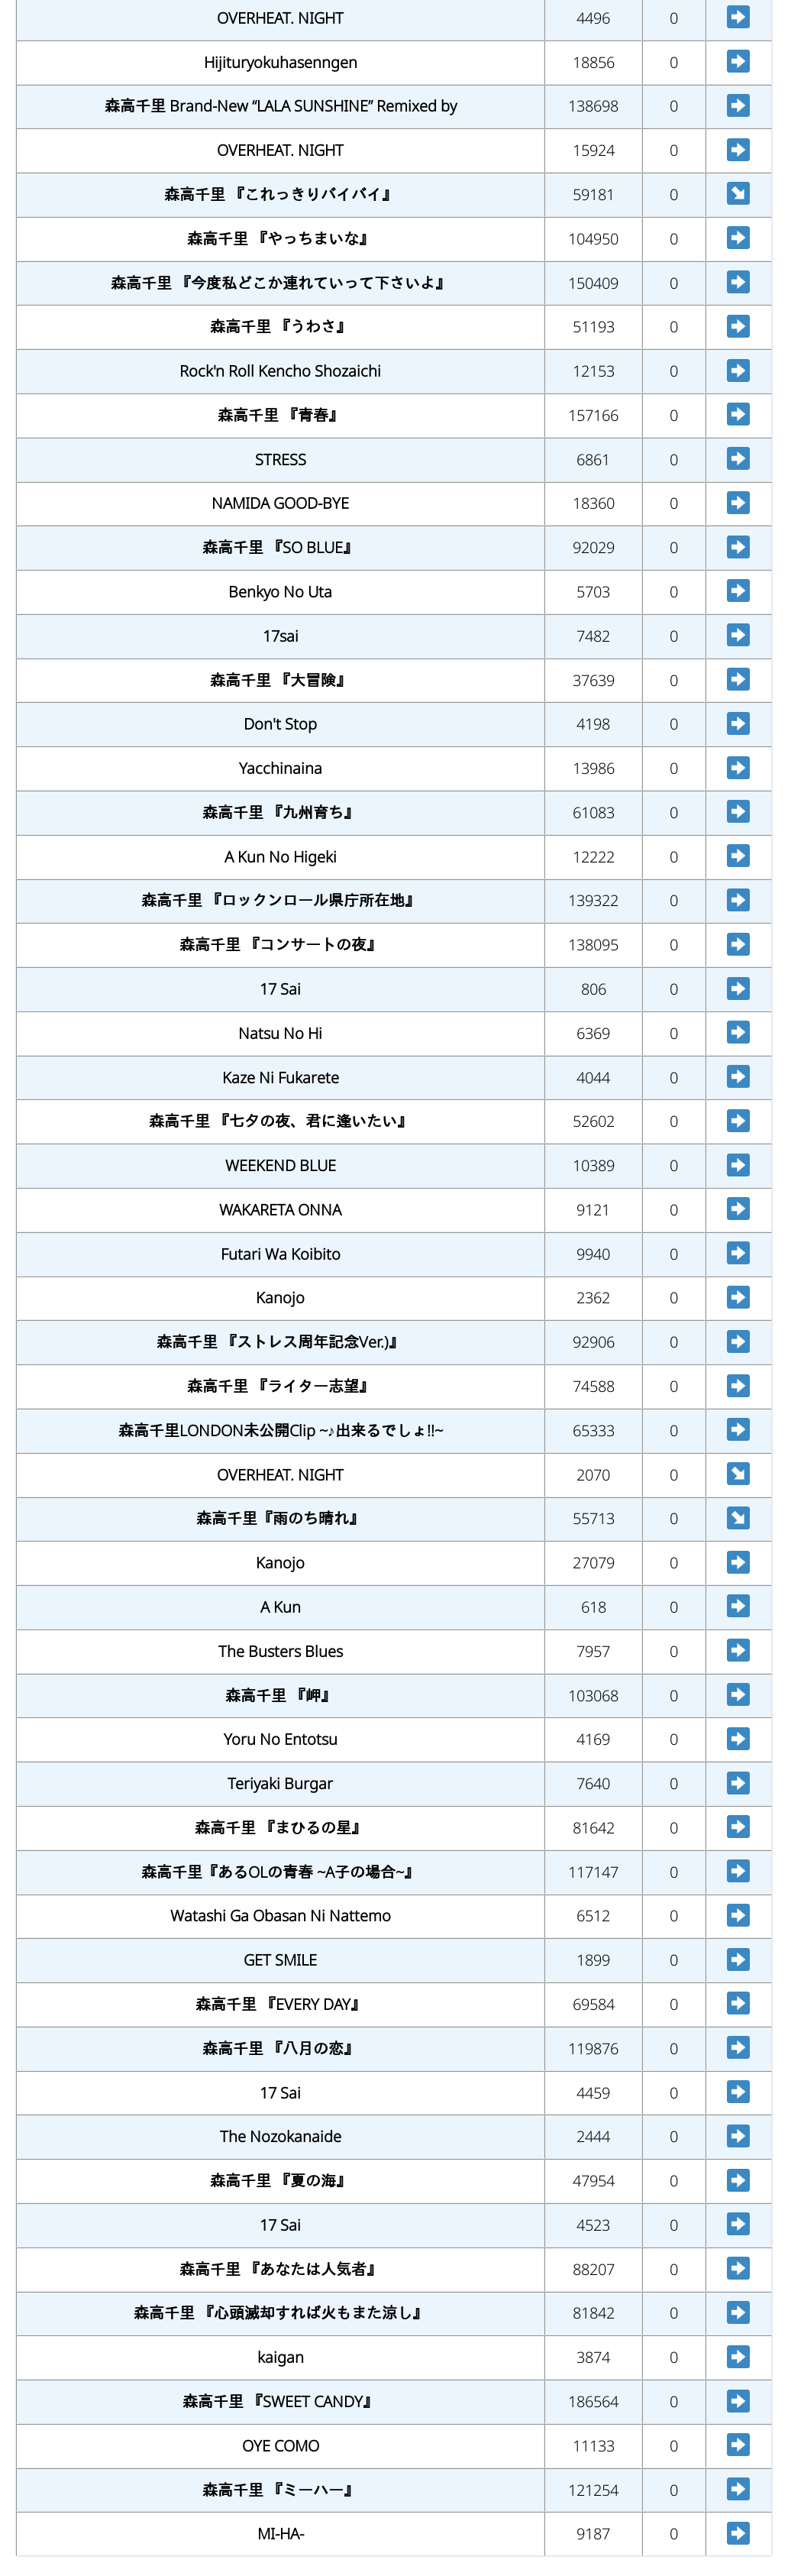 OVERHEAT. NIGHT 4496 0
Hijituryokuhasenngen 18856 0
森高千里 Brand-New “LALA SUNSHINE” Remixed by 138698 0
OVERHEAT. NIGHT 15924 0
森高千里 『これっきりバイバイ』 59181 0
森高千里 『やっちまいな』 104950 0
森高千里 『今度私どこか連れていって下さいよ』 150409 0
森高千里 『うわさ』 51193 0
Rock'n Roll Kencho Shozaichi 12153 0
森高千里 『青春』 157166 0
STRESS 6861 0
NAMIDA GOOD-BYE 18360 0
森高千里 『SO BLUE』 92029 0
Benkyo No Uta 5703 0
17sai 7482 0
森高千里 『大冒険』 37639 0
Don't Stop 4198 0
Yacchinaina 13986 0
森高千里 『九州育ち』 61083 0
A Kun No Higeki 12222 0
森高千里 『ロックンロール県庁所在地』 139322 0
森高千里 『コンサートの夜』 138095 0
17 Sai 806 0
Natsu No Hi 6369 0
Kaze Ni Fukarete 4044 0
森高千里 『七夕の夜、君に逢いたい』 52602 0
WEEKEND BLUE 10389 0
WAKARETA ONNA 9121 0
Futari Wa Koibito 9940 0
Kanojo 2362 0
森高千里 『ストレス周年記念Ver.)』 92906 0
森高千里 『ライター志望』 74588 0
森高千里LONDON未公開Clip ~♪出来るでしょ!!~ 65333 0
OVERHEAT. NIGHT 2070 0
森高千里『雨のち晴れ』 55713 0
Kanojo 27079 0
A Kun 618 0
The Busters Blues 7957 0
森高千里 『岬』 103068 0
Yoru No Entotsu 4169 0
Teriyaki Burgar 7640 0
森高千里 『まひるの星』 81642 0
森高千里『あるOLの青春 ~A子の場合~』 117147 0
Watashi Ga Obasan Ni Nattemo 6512 0
GET SMILE 1899 0
森高千里 『EVERY DAY』 69584 0
森高千里 『八月の恋』 119876 0
17 Sai 4459 0
The Nozokanaide 2444 0
森高千里 『夏の海』 47954 0
17 Sai 4523 0
森高千里 『あなたは人気者』 88207 0
森高千里 『心頭滅却すれば火もまた涼し』 81842 0
kaigan 3874 0
森高千里 『SWEET CANDY』 186564 0
OYE COMO 11133 0
森高千里 『ミーハー』 121254 0
MI-HA- 9187 0